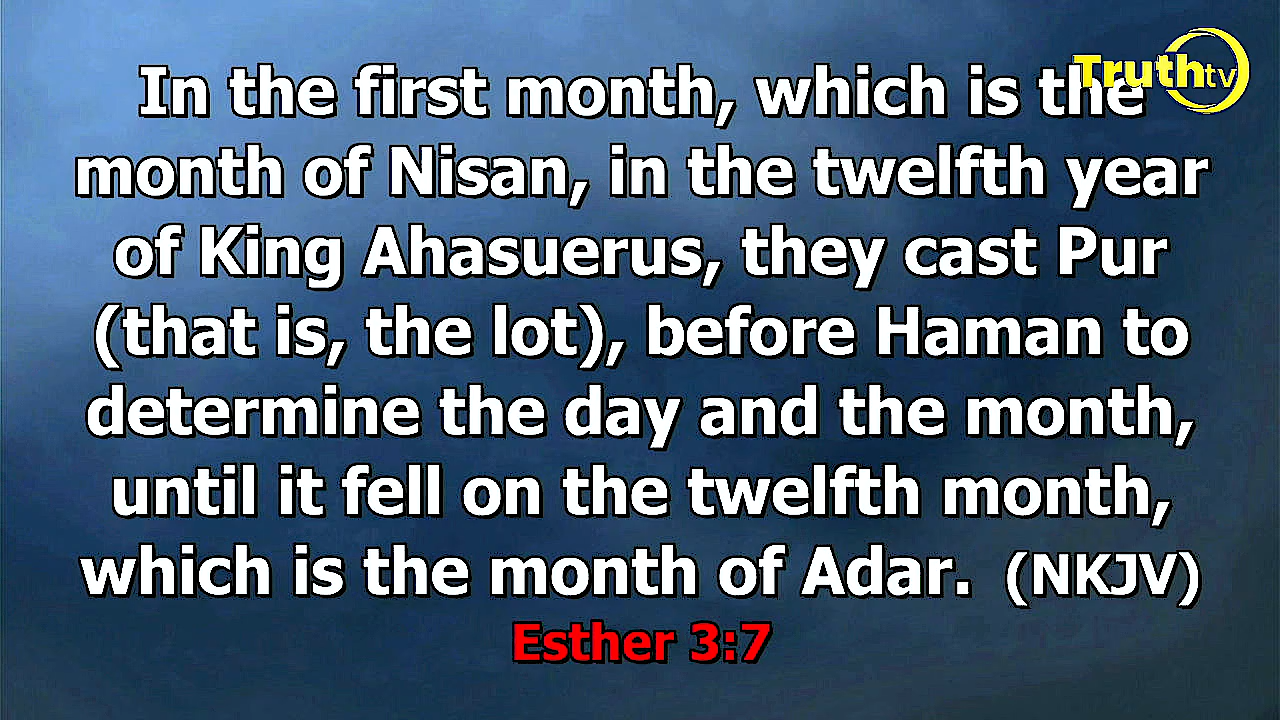 Truthtv
In the first month, which is the
month of Nisan, in the twelfth year
of King Ahasuerus, they cast Pur
(that is, the lot), before Haman to
determine the day and the month,
until it fell on the twelfth month,
which is the month of Adar. (NKJV)
Esther 3:7